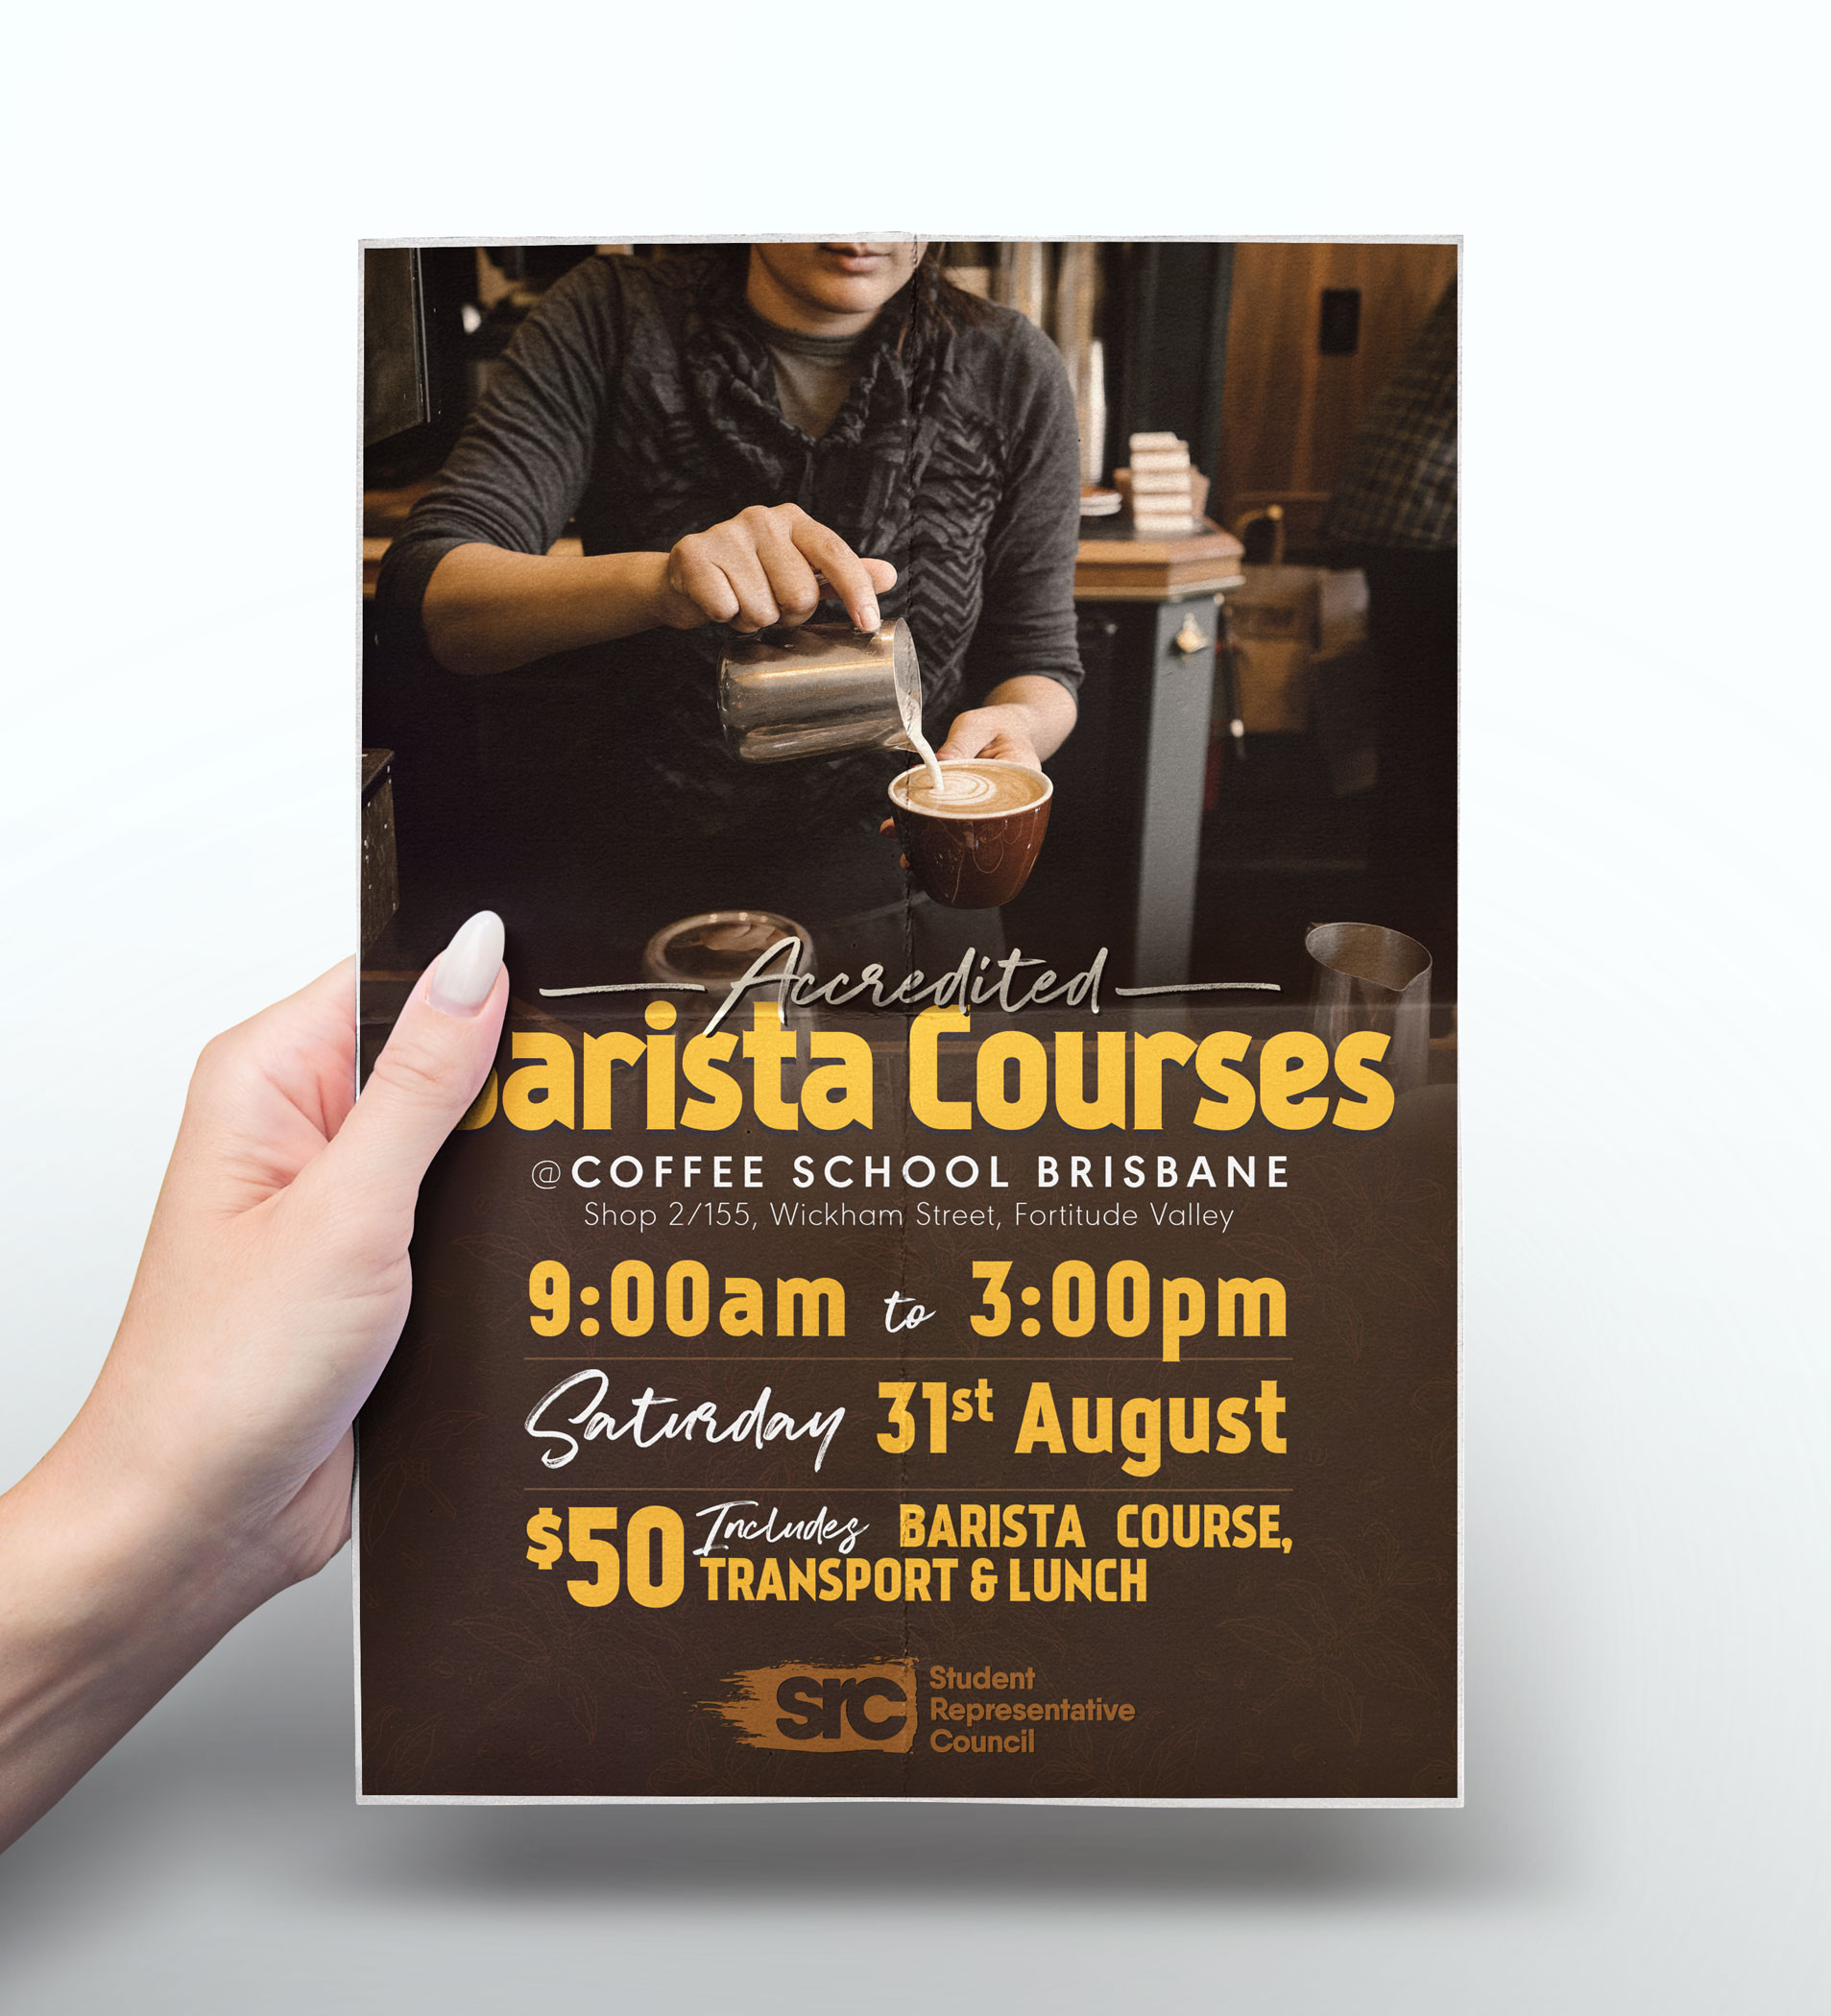 Accredited
Barista Courses
@COFFEE SCHOOL BRISBANE
Shop 2/155, Wickham Street, Fortitude Valley
9:00am to 3:00pm
Saturday 31st August
$50 Includes BARISTA COURSE,
TRANSPORT & LUNCH
src Student
Representative
Council